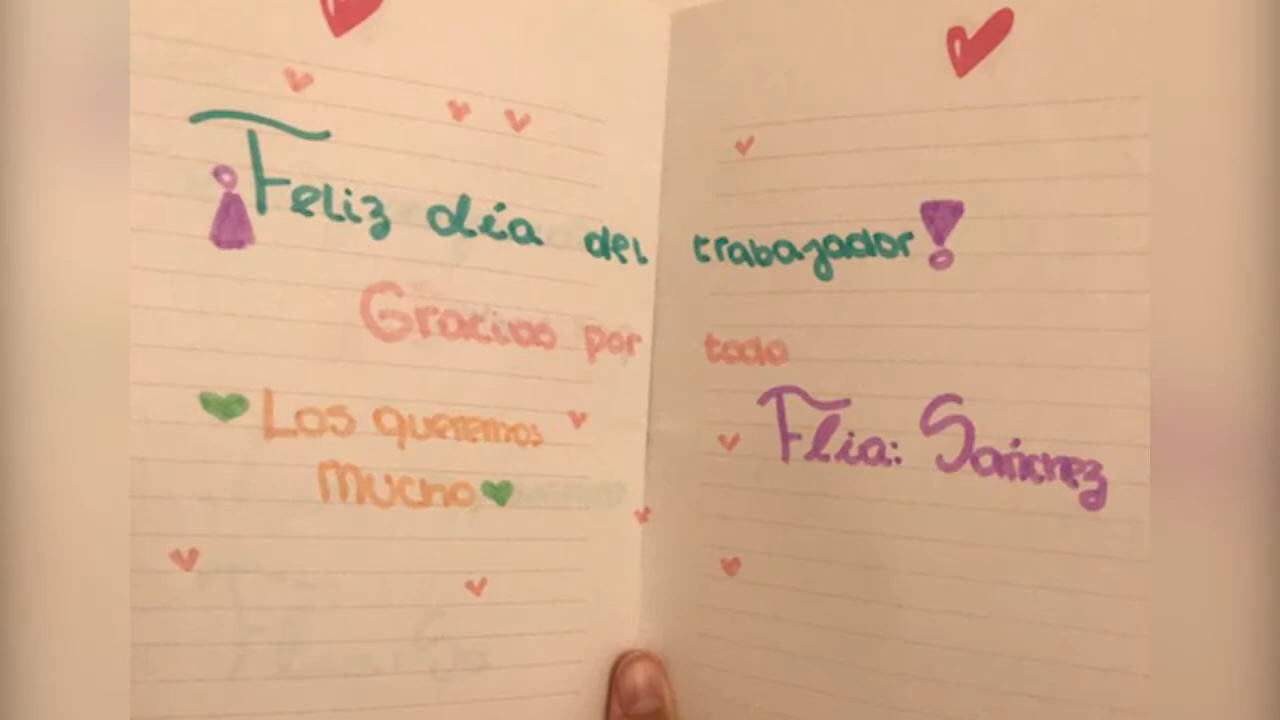 ¡Feliz día del trabajador!
Gracias por todo
Los queremos
mucho
Flia: Sánchez